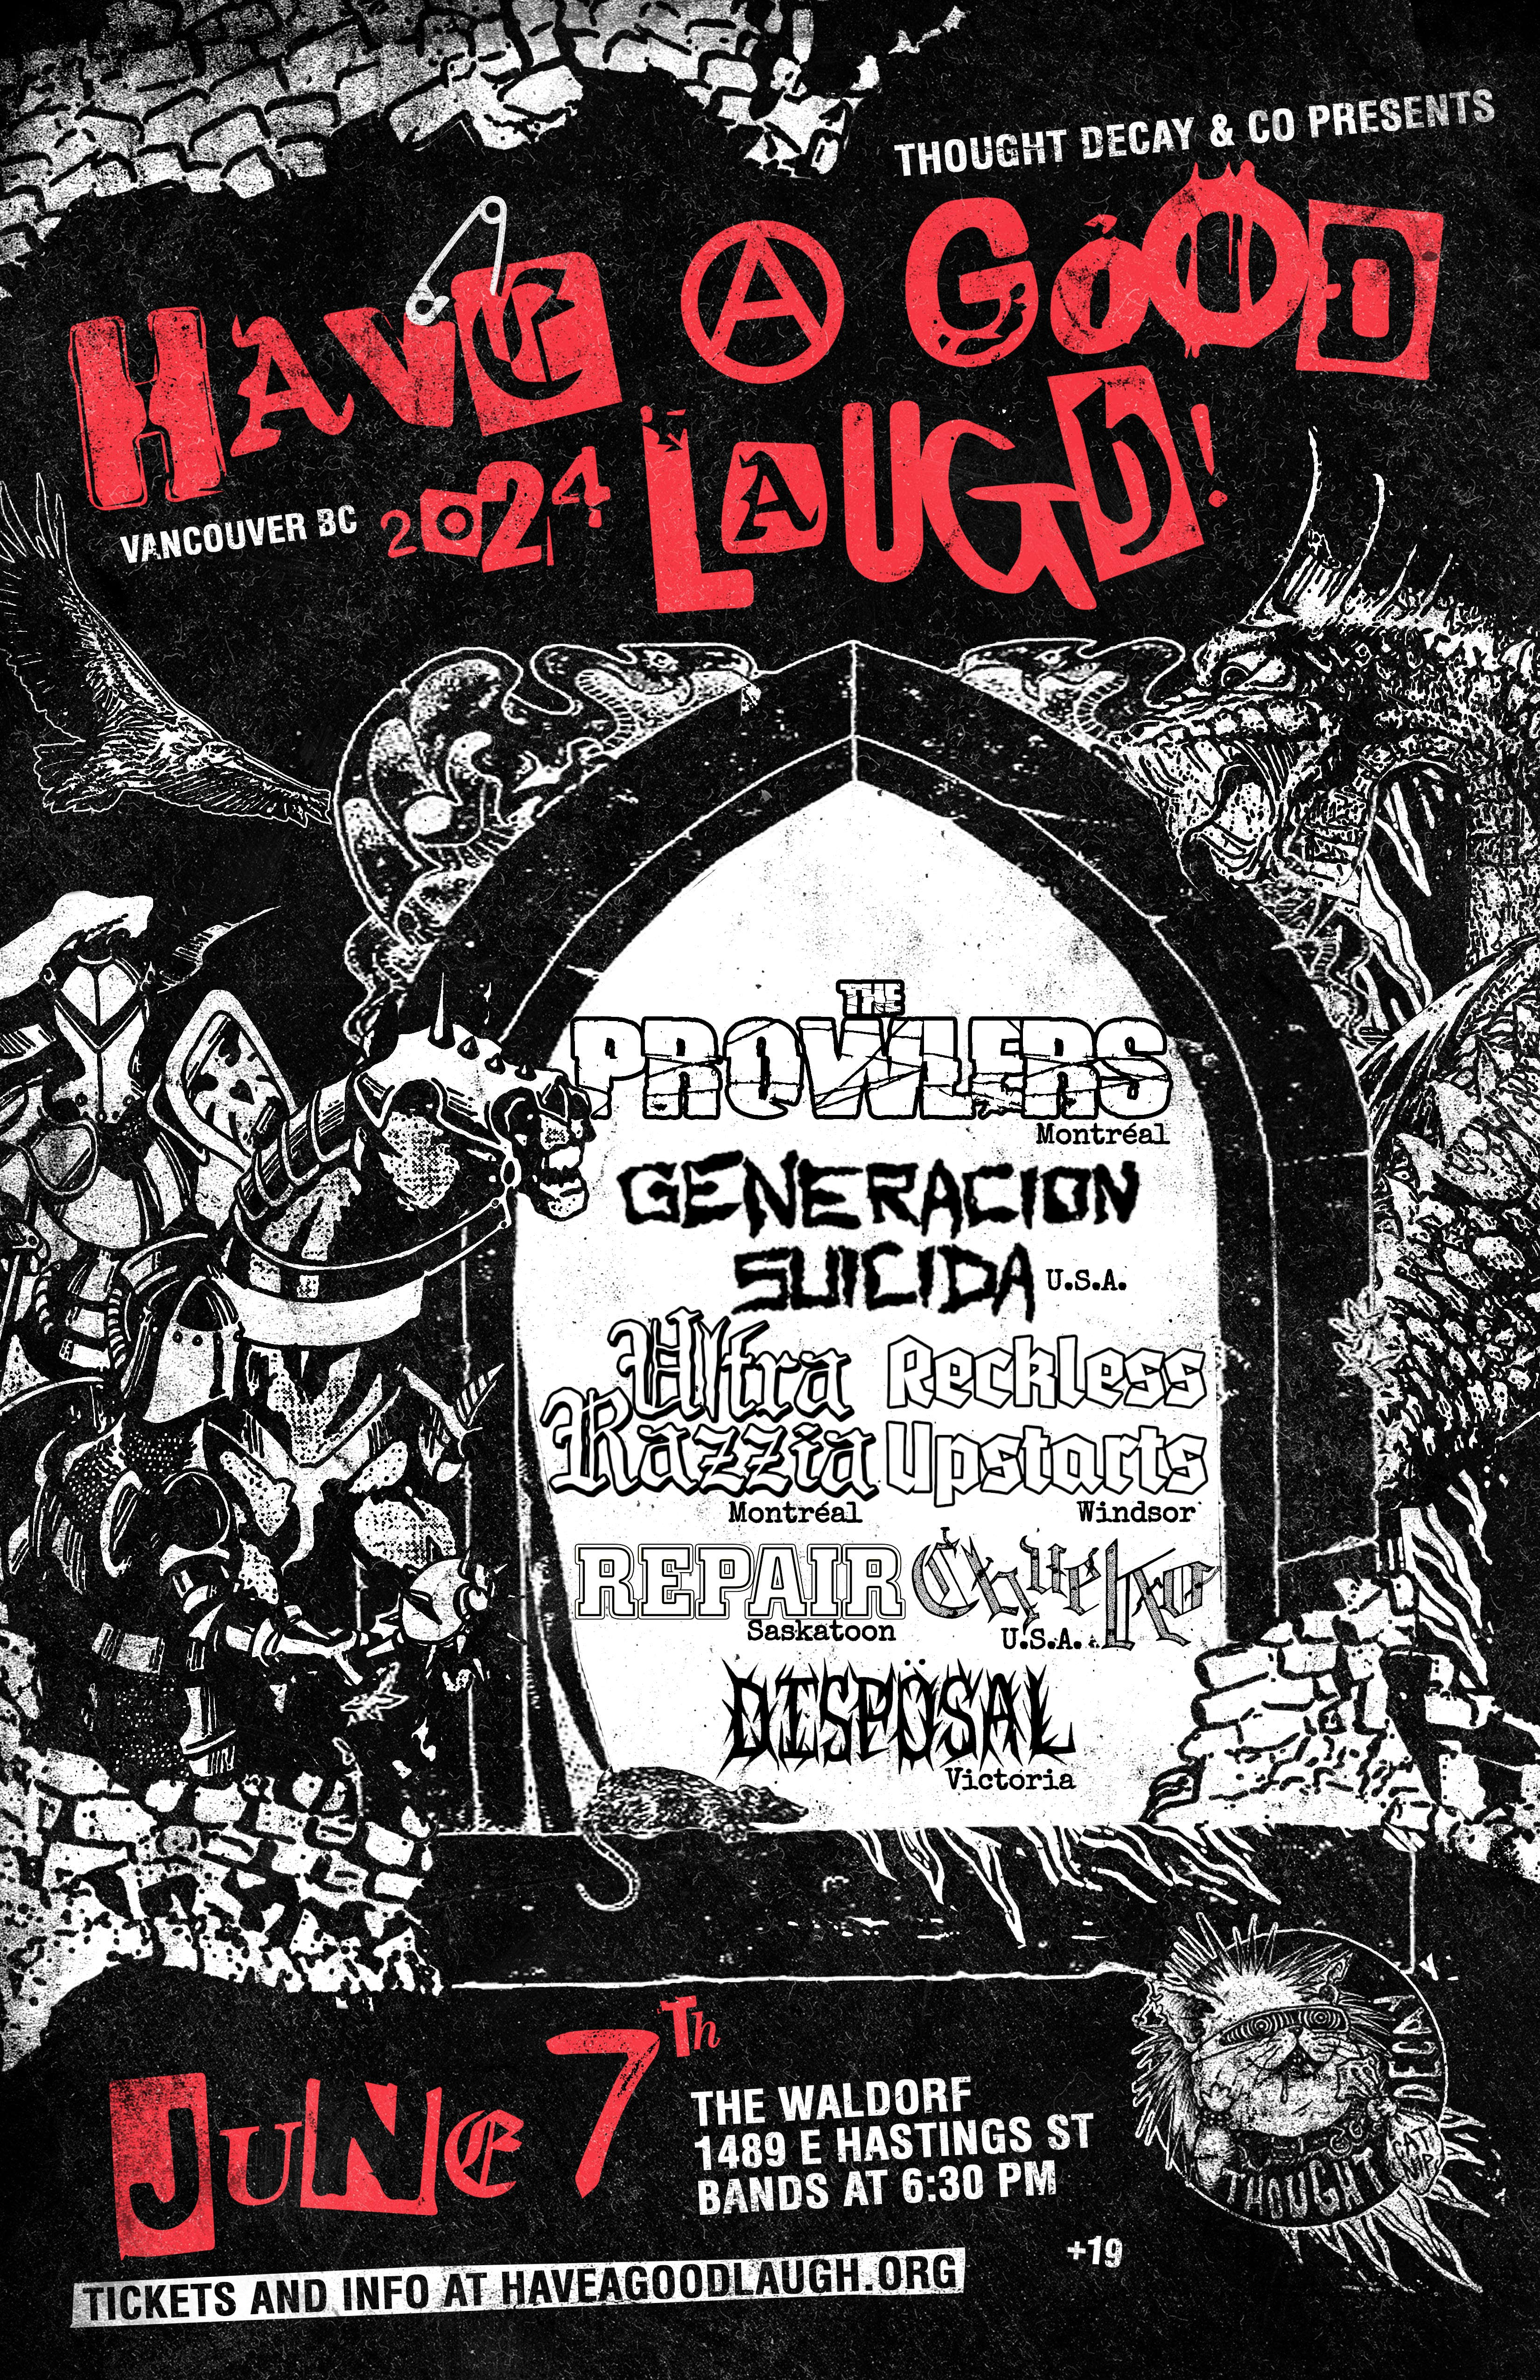 THOUGHT DECAY & CO PRESENTS
HAVE A GOOD
LAUGH!
VANCOUVER BC 2024
THE
PROWLERS
Montréal
GENERACION
SUICIDA U.S.A.
Ultra
Razzia
Montréal
Reckless
Upstarts
Windsor
REPAIR
Saskatoon
Chuelxo
U.S.A.
DISPÖSAL
Victoria
JUNE 7Th
THE WALDORF
1489 E HASTINGS ST
BANDS AT 6:30 PM
+19
TICKETS AND INFO AT HAVEAGOODLAUGH.ORG
THOUGHT DECAY